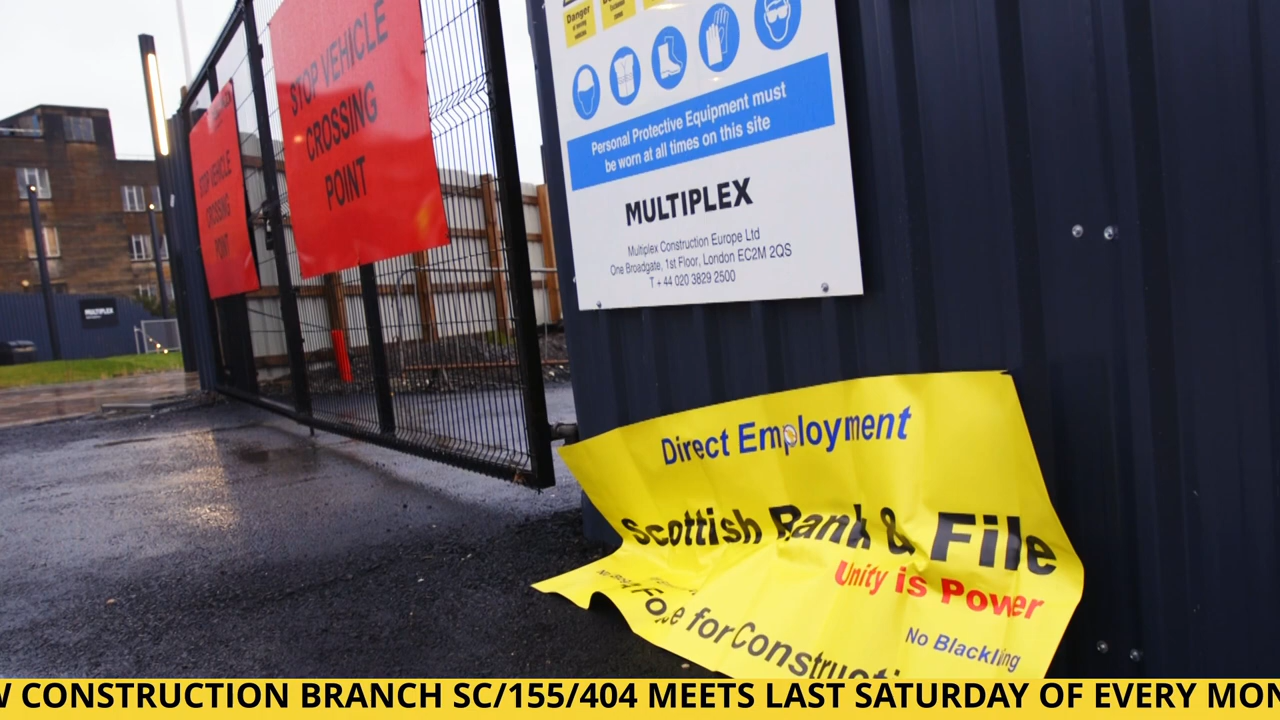 STOP VEHICLE
CROSSING
POINT
STOP VEHICLE
CROSSING
POINT
Danger
Personal Protective Equipment must
be worn at all times on this site
MULTIPLEX
Multiplex Construction Europe Ltd
One Broadgate, 1st Floor, London EC2M 2QS
T + 44 020 3829 2500
MULTIPLEX
Direct Employment
Scottish Rank & File
Unity is Power
for Constructi
No Blackling
W CONSTRUCTION BRANCH SC/155/404 MEETS LAST SATURDAY OF EVERY MON